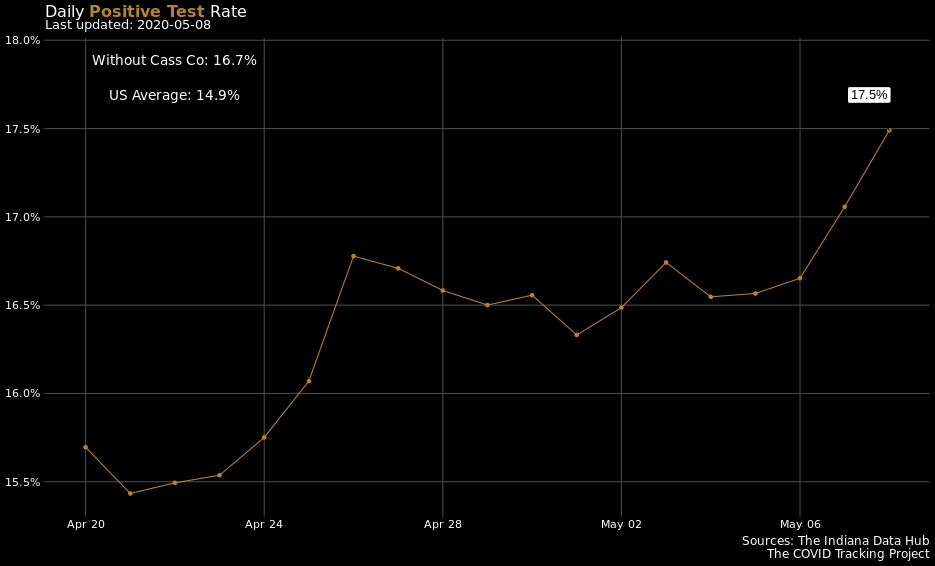 Daily Positive Test Rate
Last updated: 2020-05-08
18.0%
Without Cass Co: 16.7%
US Average: 14.9%
17.5%
17.5%
17.0%
16.5%
16.0%
15.5%
Apr 20 Apr 24 Apr 28 May 02 May 06
Sources: The Indiana Data Hub
The COVID Tracking Project